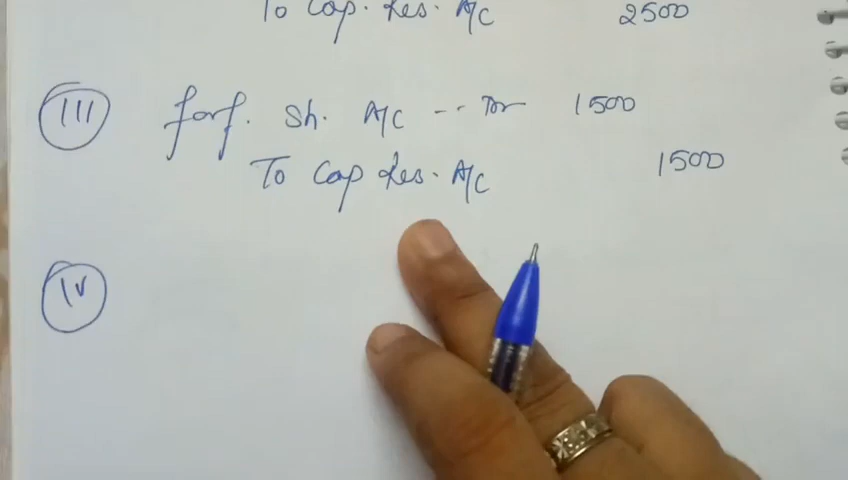 To Cap. Res. A/C 2500
III forf. Sh. A/C -- Dr 1500
To Cap Res. A/C 1500
IV